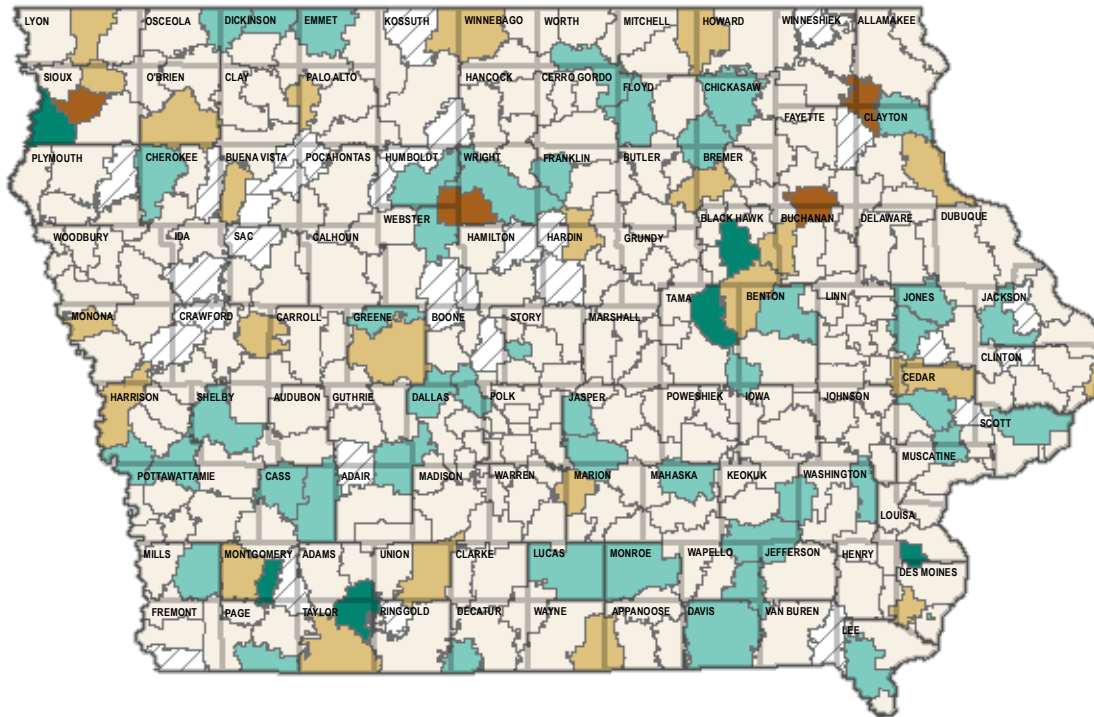 LYON OSCEOLA DICKINSON EMMET KOSSUTH WINNEBAGO WORTH MITCHELL HOWARD WINNESHIEK ALLAMAKEE
SIOUX O'BRIEN CLAY PALO ALTO HANCOCK CERRO GORDO FLOYD CHICKASAW
FAYETTE CLAYTON
PLYMOUTH CHEROKEE BUENA VISTA POCAHONTAS HUMBOLDT WRIGHT FRANKLIN BUTLER BREMER
WEBSTER BLACK HAWK BUCHANAN DELAWARE DUBUQUE
WOODBURY IDA SAC CALHOUN HAMILTON HARDIN GRUNDY
TAMA BENTON LINN JONES JACKSON
MONONA CRAWFORD CARROLL GREENE BOONE STORY MARSHALL
CLINTON
CEDAR
HARRISON SHELBY AUDUBON GUTHRIE DALLAS POLK JASPER POWESHIEK IOWA JOHNSON
SCOTT
MUSCATINE
POTTAWATTAMIE CASS ADAIR MADISON WARREN MARION MAHASKA KEOKUK WASHINGTON
LOUISA
MILLS MONTGOMERY ADAMS UNION CLARKE LUCAS MONROE WAPELLO JEFFERSON HENRY
DES MOINES
FREMONT PAGE TAYLOR RINGGOLD DECATUR WAYNE APPANOOSE DAVIS VAN BUREN
LEE